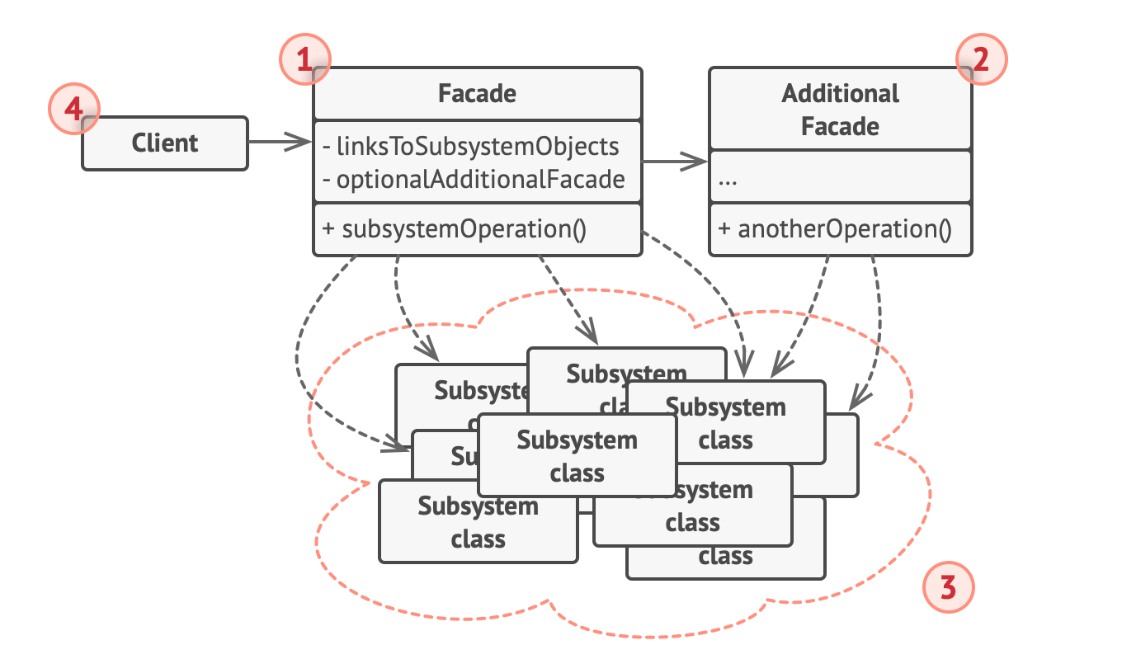 1
2
4
Facade
Additional
Facade
Client
- linksToSubsystemObjects
- optionalAdditionalFacade
...
+ subsystemOperation()
+ anotherOperation()
Subsystem
class
Subsystem
class
Subsystem
class
Subsystem
class
class
class
3